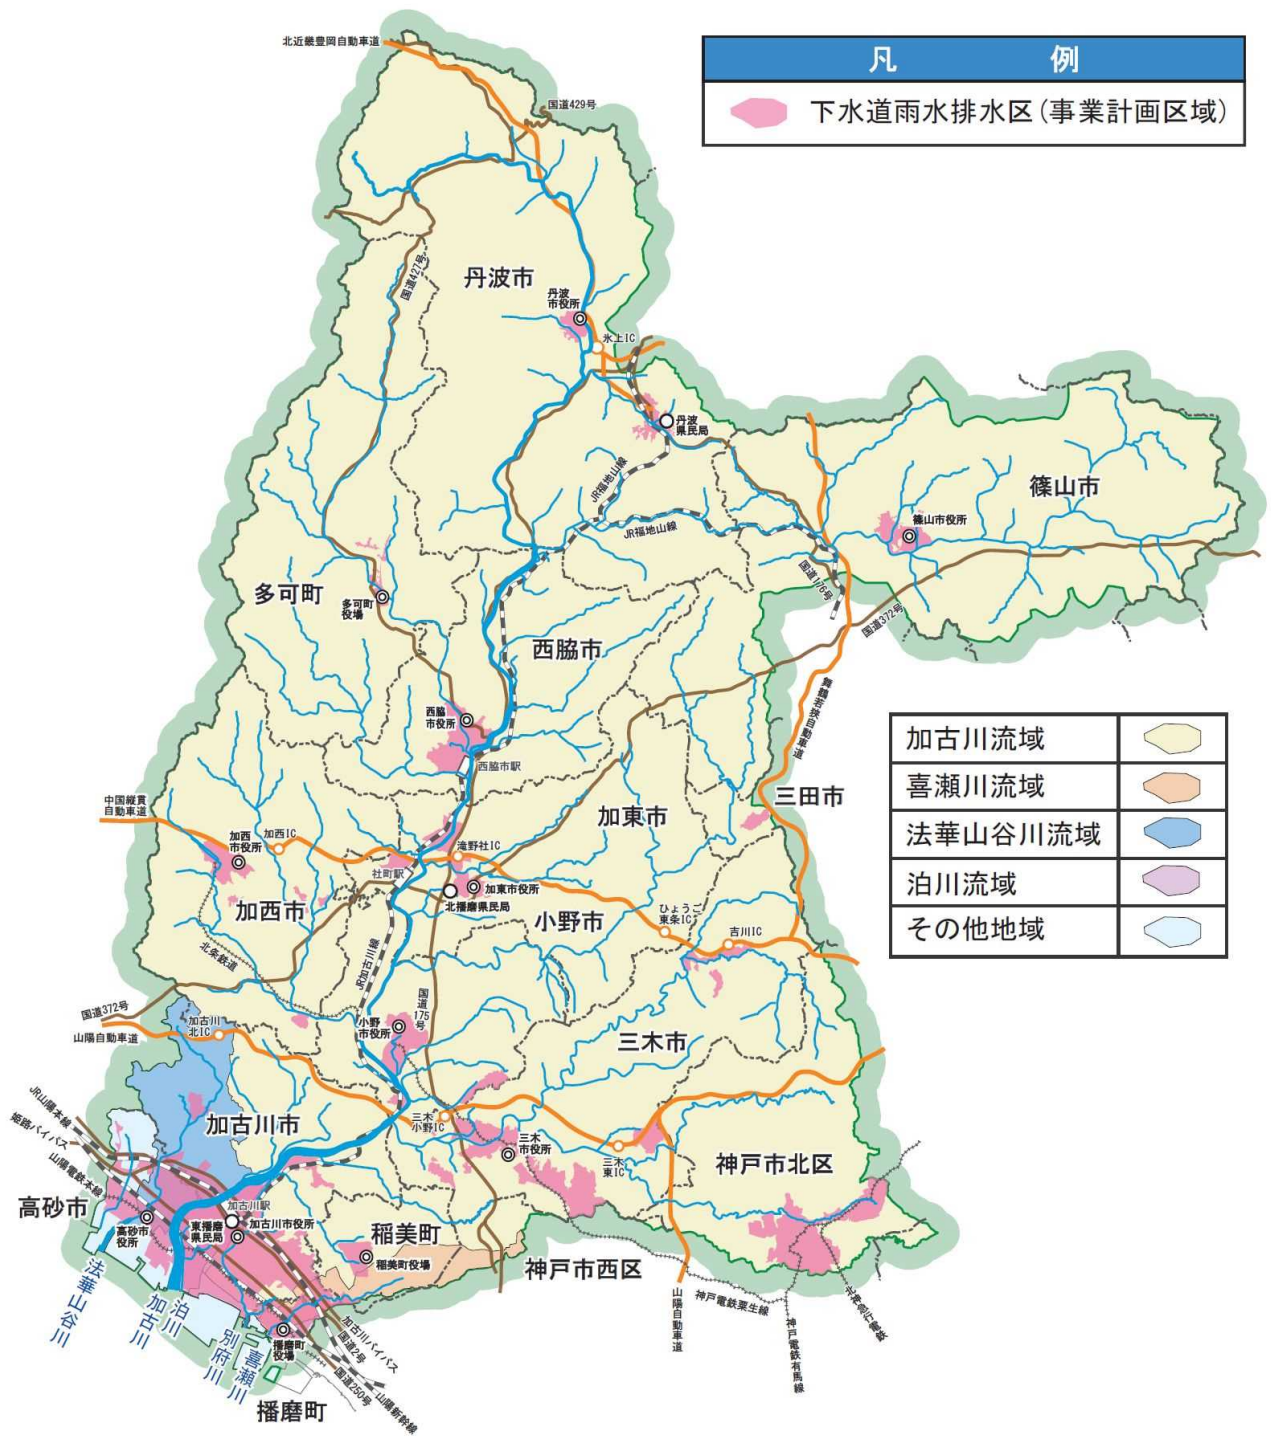 北近畿豊岡自動車道
国道429号
凡 例
下水道雨水排水区(事業計画区域)
国道427号
丹波市
丹波
市役所
氷上IC
丹波
県民局
JR福地山線
JR福地山線
篠山市
篠山市役所
国道176号
国道372号
多可町
多可町
役場
西脇市
西脇
市役所
西脇市駅
舞鶴若狭自動車道
加古川流域
喜瀬川流域
法華山谷川流域
泊川流域
その他地域
三田市
中国縦貫
自動車道
加西
市役所
加西IC
加東市
滝野社IC
社町駅
加東市役所
北播磨県民局
加西市
小野市
ひょうご
東条IC
吉川IC
北条鉄道
JR加古川線
国道175号
国道372号
山陽自動車道
加古川
北IC
小野
市役所
三木市
JR山陽本線
姫路バイパス
山陽電鉄本線
加古川市
三木
小野IC
三木
市役所
三木
東IC
神戸市北区
高砂市
高砂市
役所
加古川駅
東播磨
県民局
加古川市役所
稲美町
稲美町役場
神戸市西区
法華山谷川
加古川
泊川
別府川
喜瀬川
播磨町
役場
播磨町
加古川バイパス
国道2号
国道250号
山陽新幹線
山陽自動車道
神戸電鉄粟生線
神戸電鉄有馬線
北神急行電鉄